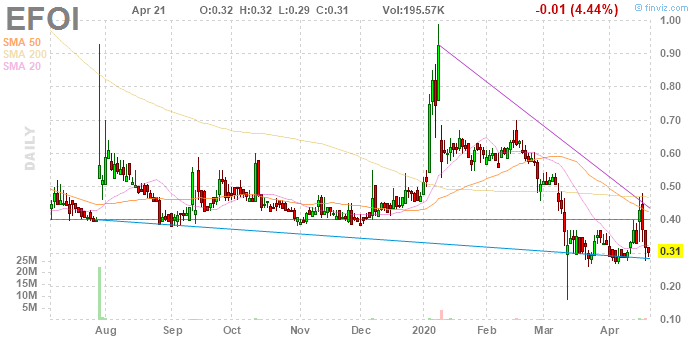 EFOI
Apr 21 O:0.32 H:0.32 L:0.29 C:0.31 Vol:195.57K -0.01 (4.44%)
© finviz.com
SMA 50
SMA 200
SMA 20
DAILY
1.00
0.90
0.80
0.70
0.60
0.50
0.40
0.31
0.20
0.10
25M
20M
15M
10M
5M
Aug Sep Oct Nov Dec 2020 Feb Mar Apr